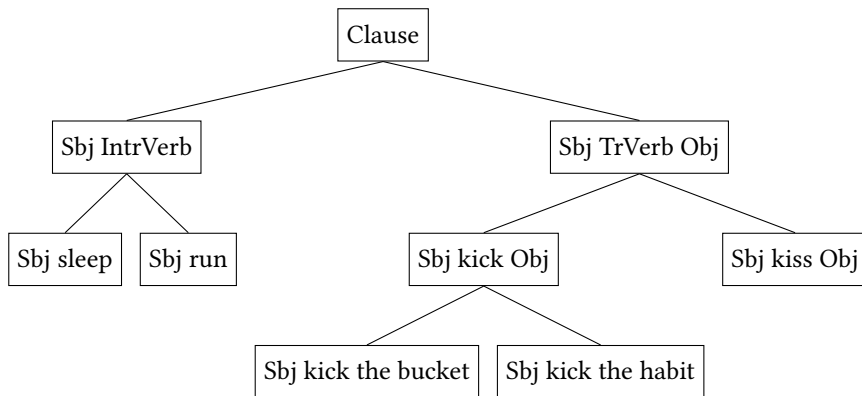 Clause
Sbj IntrVerb
Sbj TrVerb Obj
Sbj sleep
Sbj run
Sbj kick Obj
Sbj kiss Obj
Sbj kick the bucket
Sbj kick the habit